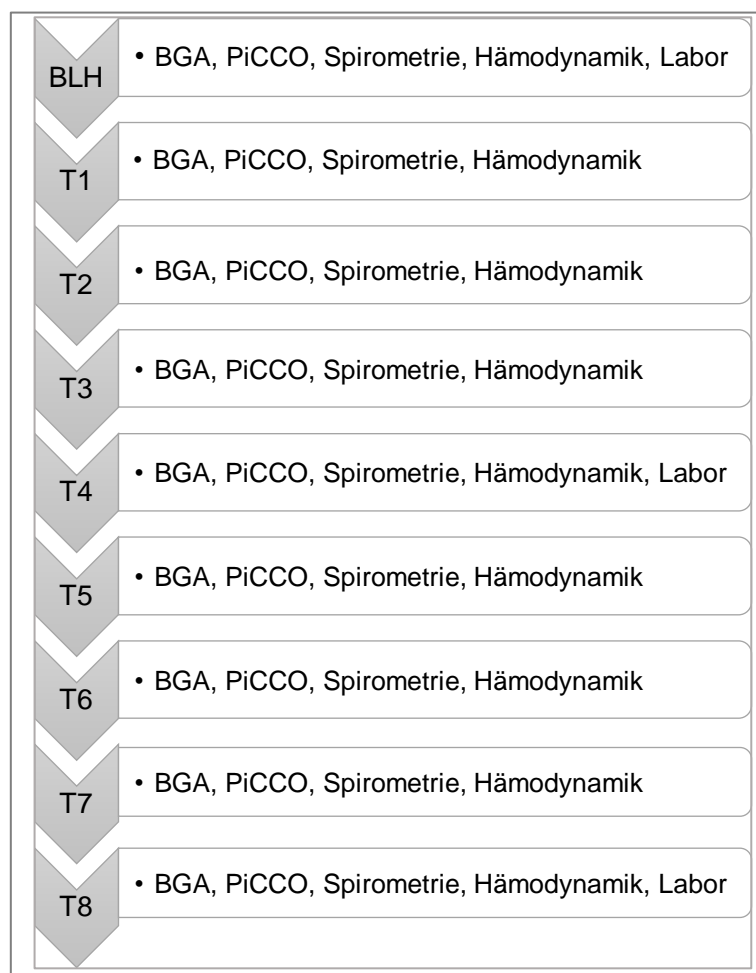 BLH
• BGA, PiCCO, Spirometrie, Hämodynamik, Labor
T1
• BGA, PiCCO, Spirometrie, Hämodynamik
T2
• BGA, PiCCO, Spirometrie, Hämodynamik
T3
• BGA, PiCCO, Spirometrie, Hämodynamik
T4
• BGA, PiCCO, Spirometrie, Hämodynamik, Labor
T5
• BGA, PiCCO, Spirometrie, Hämodynamik
T6
• BGA, PiCCO, Spirometrie, Hämodynamik
T7
• BGA, PiCCO, Spirometrie, Hämodynamik
T8
• BGA, PiCCO, Spirometrie, Hämodynamik, Labor